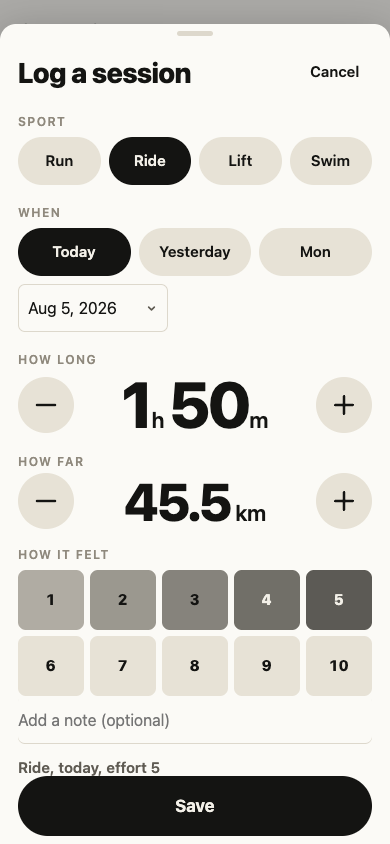 Log a session
Cancel
SPORT
Run Ride Lift Swim
WHEN
Today Yesterday Mon
Aug 5, 2026
HOW LONG
1h 50m
HOW FAR
45.5 km
HOW IT FELT
1 2 3 4 5
6 7 8 9 10
Add a note (optional)
Ride, today, effort 5
Save